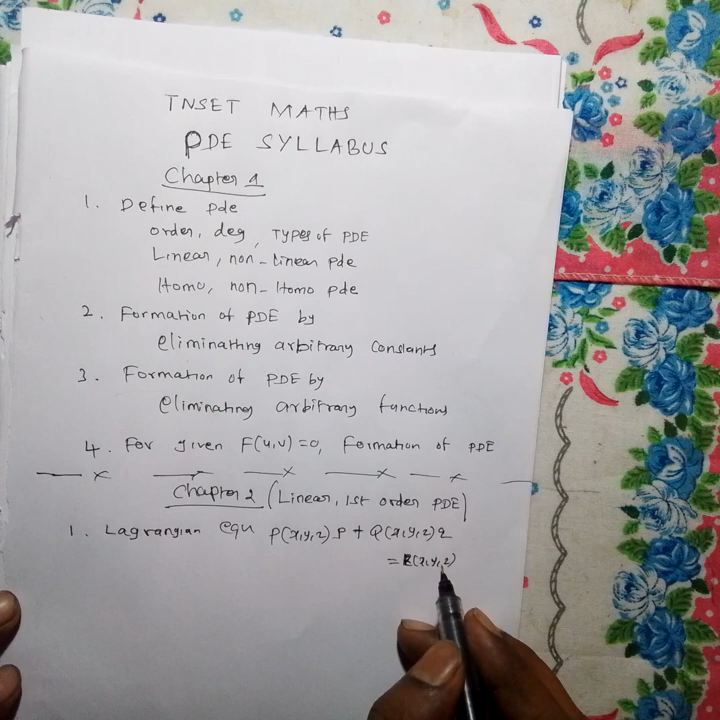 TNSET MATHS
PDE SYLLABUS
Chapter 1
1. Define pde
order, deg, Types of PDE
Linear, non-linear pde
Homo, non-Homo pde
2. Formation of PDE by
eliminating arbitrary constants
3. Formation of PDE by
eliminating arbitrary functions
4. For given F(u,v)=0, Formation of PDE
Chapter 2 (Linear, 1st order PDE)
1. Lagrangian equ P(x,y,z)p + Q(x,y,z)q
= R(x,y,z)